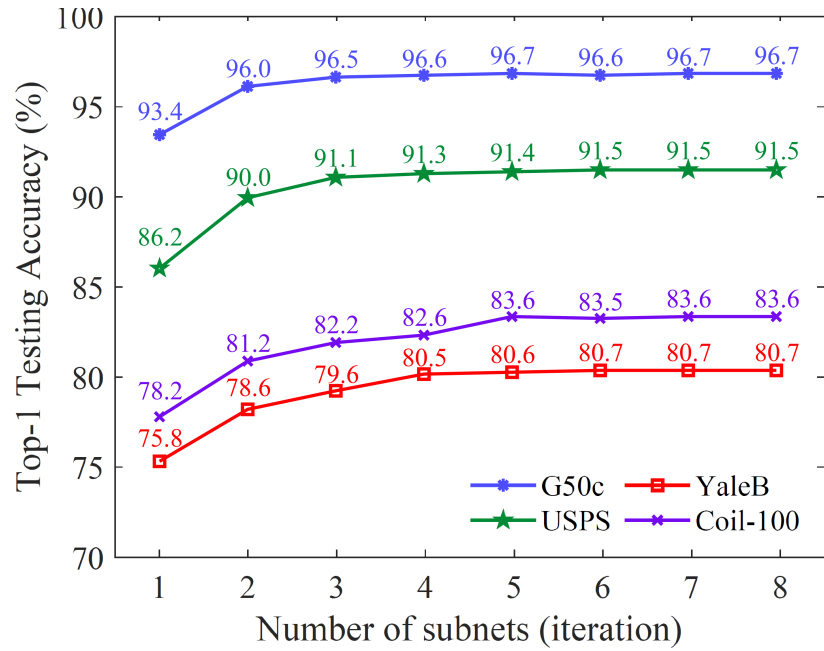 100
95
90
85
80
75
70
Top-1 Testing Accuracy (%)
93.4 96.0 96.5 96.6 96.7 96.6 96.7 96.7
86.2 90.0 91.1 91.3 91.4 91.5 91.5 91.5
78.2 81.2 82.2 82.6 83.6 83.5 83.6 83.6
75.8 78.6 79.6 80.5 80.6 80.7 80.7 80.7
G50c YaleB
USPS Coil-100
1 2 3 4 5 6 7 8
Number of subnets (iteration)